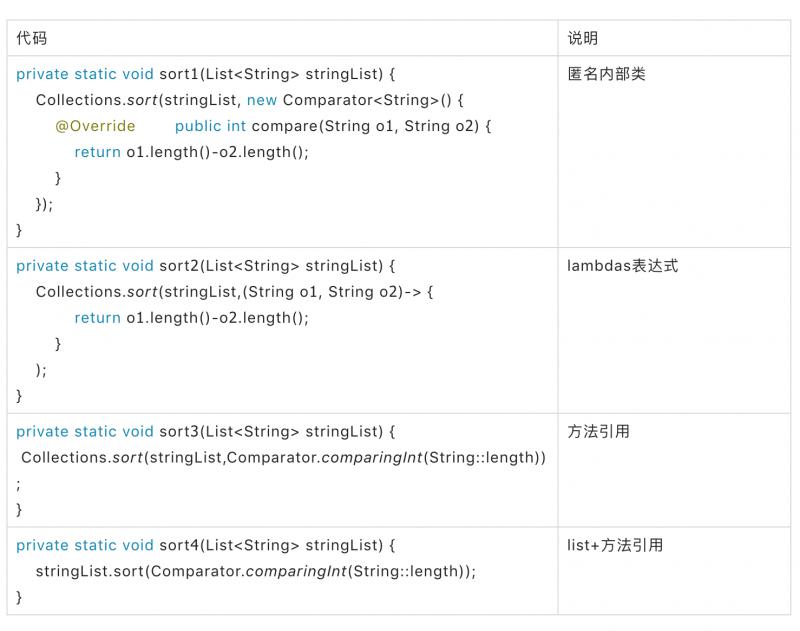 代码 说明
private static void sort1(List<String> stringList) { 匿名内部类
Collections.sort(stringList, new Comparator<String>() {
@Override public int compare(String o1, String o2) {
return o1.length()-o2.length();
}
});
}
private static void sort2(List<String> stringList) { lambdas表达式
Collections.sort(stringList,(String o1, String o2)-> {
return o1.length()-o2.length();
}
);
}
private static void sort3(List<String> stringList) { 方法引用
Collections.sort(stringList,Comparator.comparingInt(String::length))
;
}
private static void sort4(List<String> stringList) { list+方法引用
stringList.sort(Comparator.comparingInt(String::length));
}